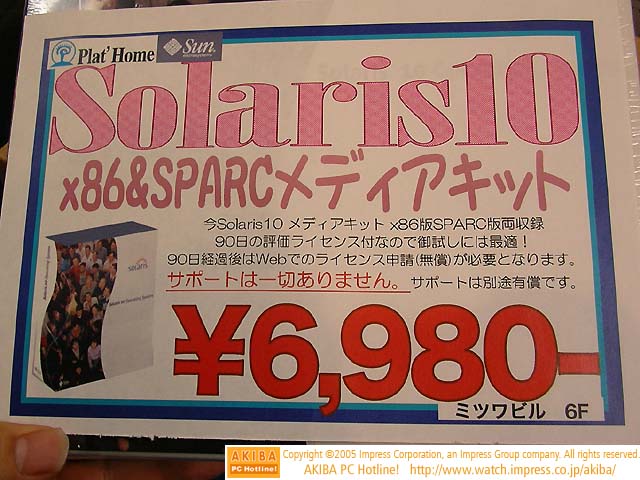 Plat'Home Sun microsystems
Solaris10
x86&SPARCメディアキット
今Solaris10 メディアキット x86版SPARC版両収録
90日の評価ライセンス付なので御試しには最適！
90日経過後はWebでのライセンス申請(無償)が必要となります。
サポートは一切ありません。サポートは別途有償です。
solaris
¥6,980-
ミツワビル 6F
AKIBA
PC Hotline!
Copyright ©2005 Impress Corporation, an Impress Group company. All rights reserved.
AKIBA PC Hotline! http://www.watch.impress.co.jp/akiba/